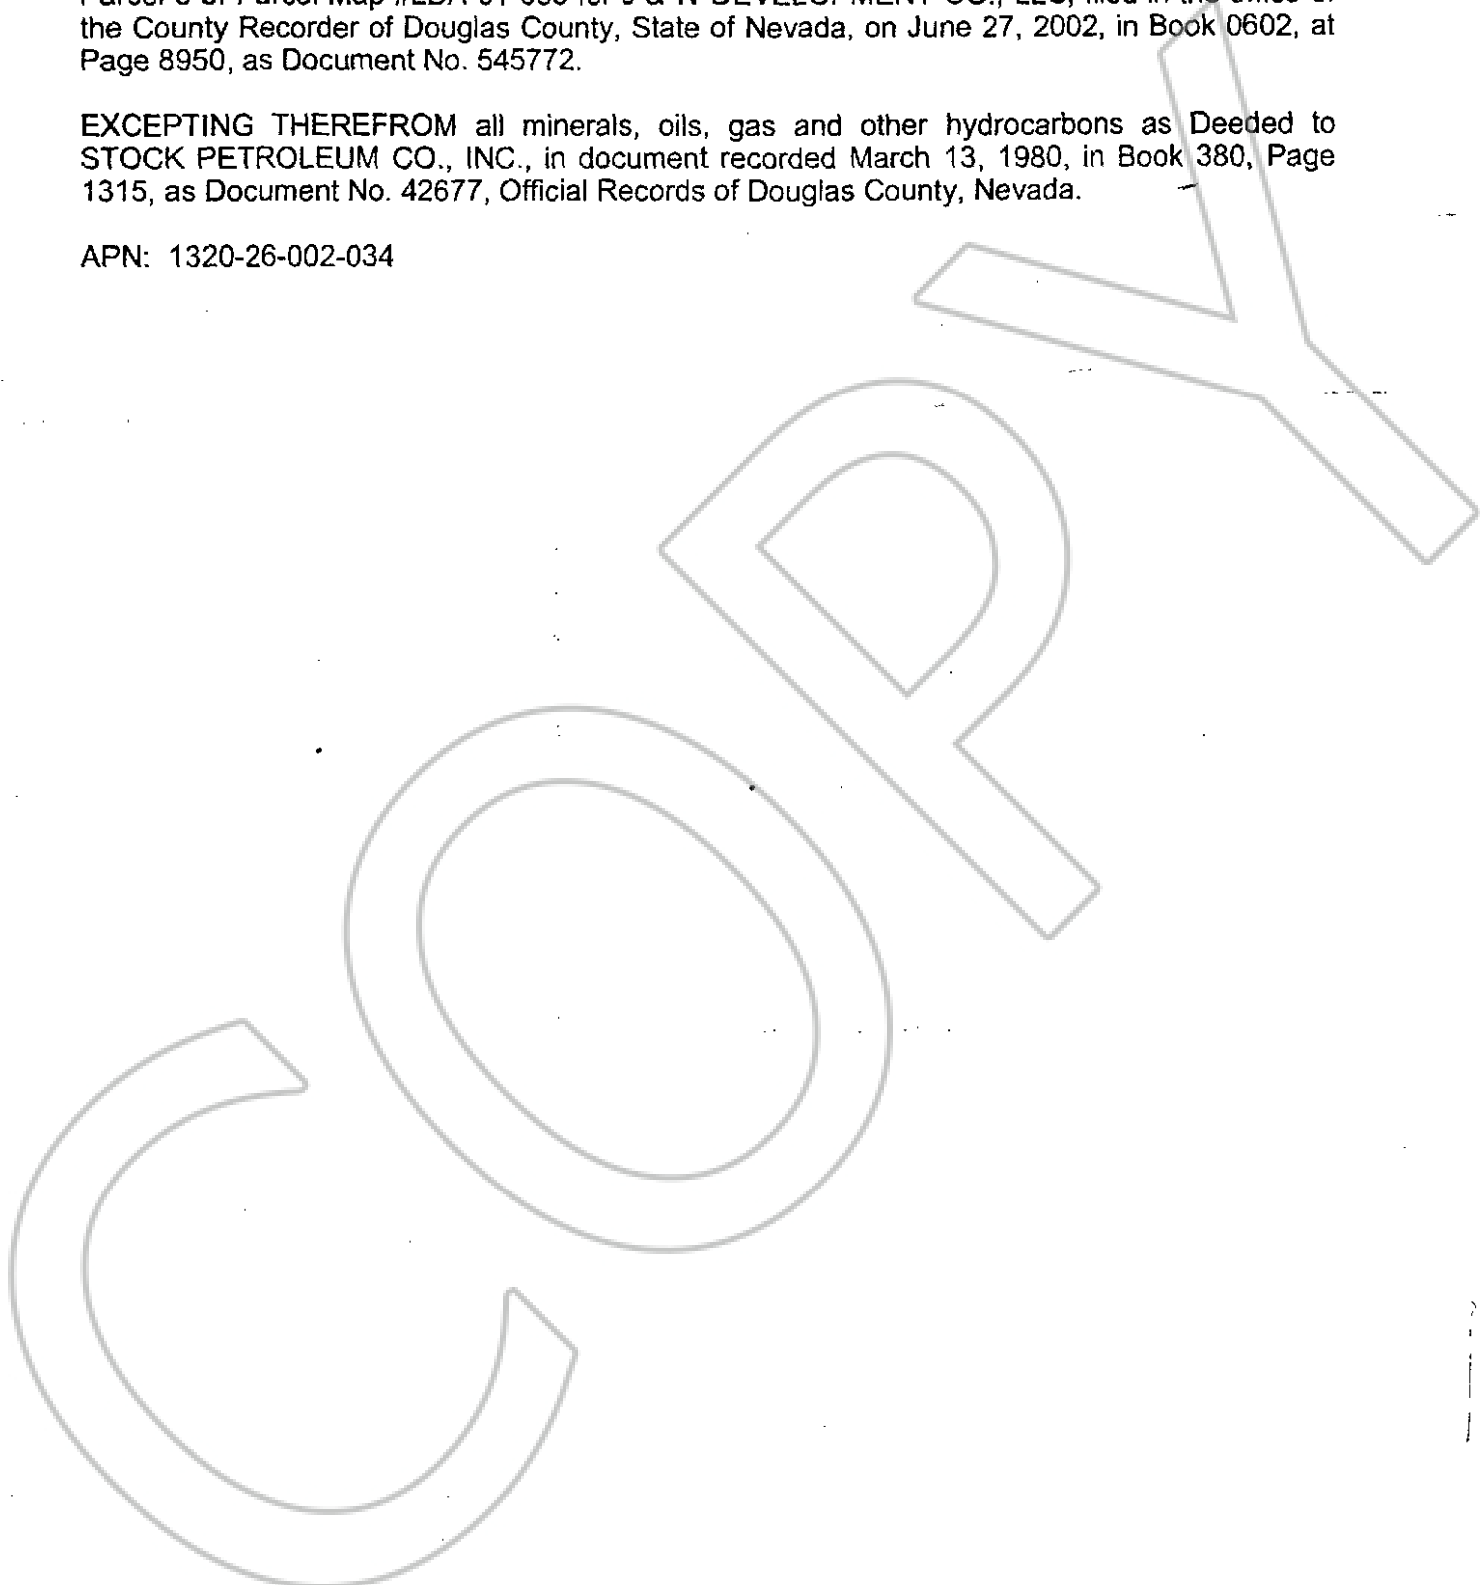 the County Recorder of Douglas County, State of Nevada, on June 27, 2002, in Book 0602, at
Page 8950, as Document No. 545772.
EXCEPTING THEREFROM all minerals, oils, gas and other hydrocarbons as Deeded to
STOCK PETROLEUM CO., INC., in document recorded March 13, 1980, in Book 380, Page
1315, as Document No. 42677, Official Records of Douglas County, Nevada.
APN: 1320-26-002-034
COPY